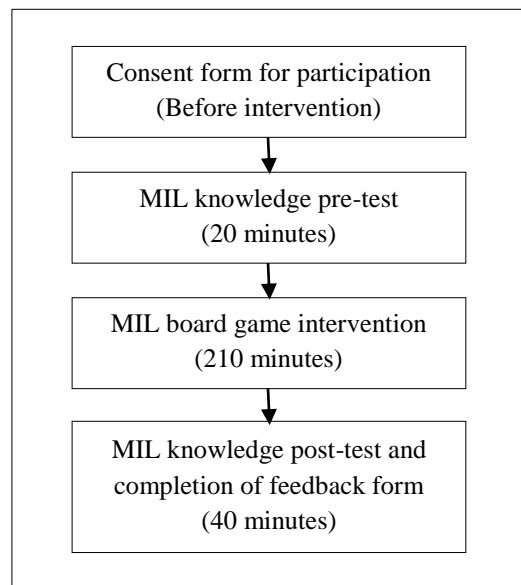 Consent form for participation
(Before intervention)
MIL knowledge pre-test
(20 minutes)
MIL board game intervention
(210 minutes)
MIL knowledge post-test and
completion of feedback form
(40 minutes)